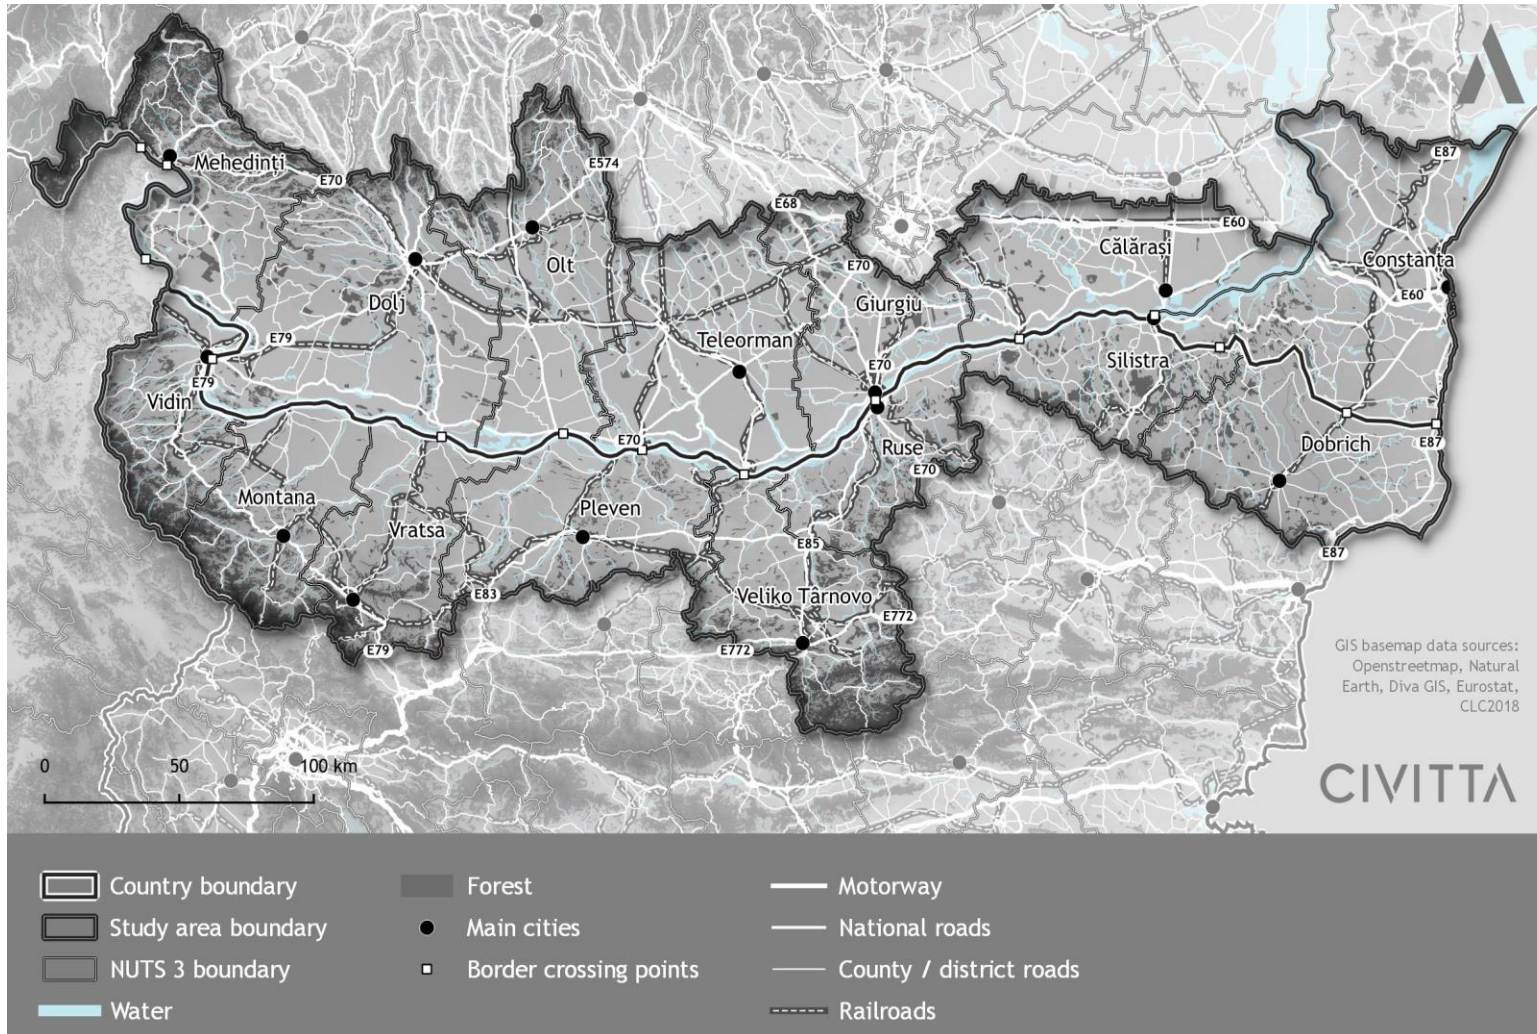 E87
Mehedinți
E574
E70
E68
E60
Călărași
Constanța
Olt
E70
Dolj
Giurgiu
E60
E79
Teleorman
E70
Silistra
E79
Vidin
E70
E87
Ruse
Dobrich
E70
Montana
Pleven
Vratsa
E85
E87
E83
Veliko Târnovo
E772
E79
E772
GIS basemap data sources:
Openstreetmap, Natural
Earth, Diva GIS, Eurostat,
CLC2018
0 50 100 km
CIVITTA
Country boundary
Study area boundary
NUTS 3 boundary
Water
Forest
Main cities
Border crossing points
Motorway
National roads
County / district roads
Railroads